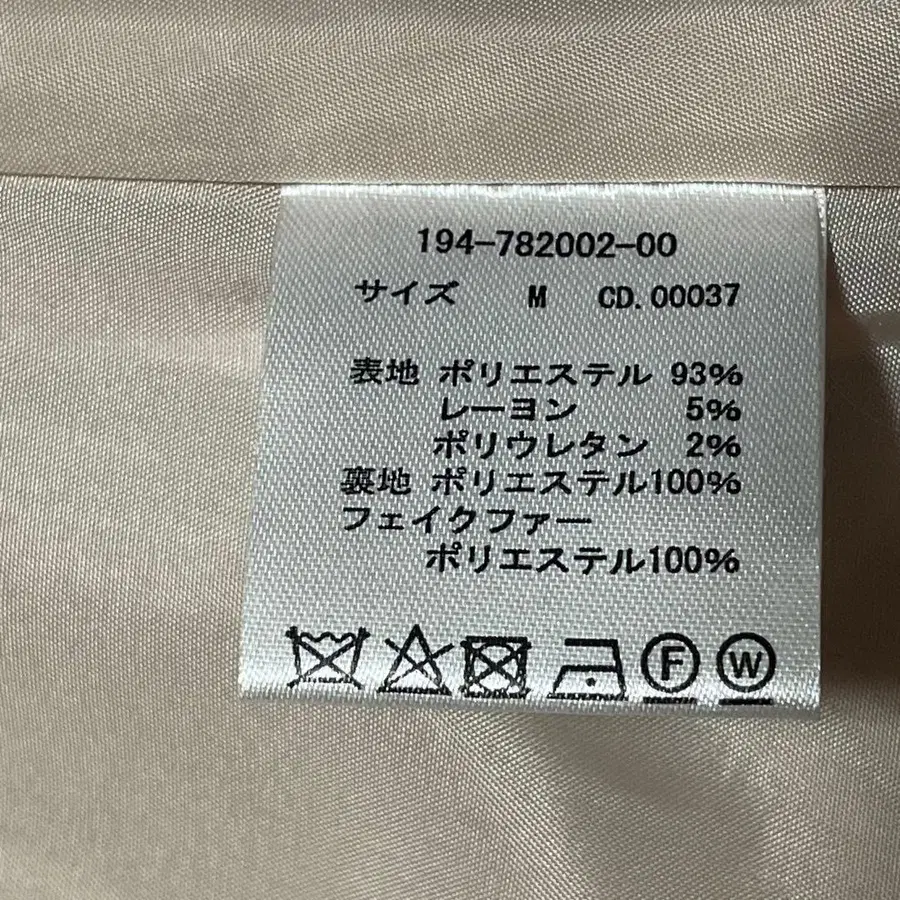 194-782002-00
サイズ M CD.00037
表地 ポリエステル 93%
レーヨン 5%
ポリウレタン 2%
裏地 ポリエステル100%
フェイクファー
ポリエステル100%
F W